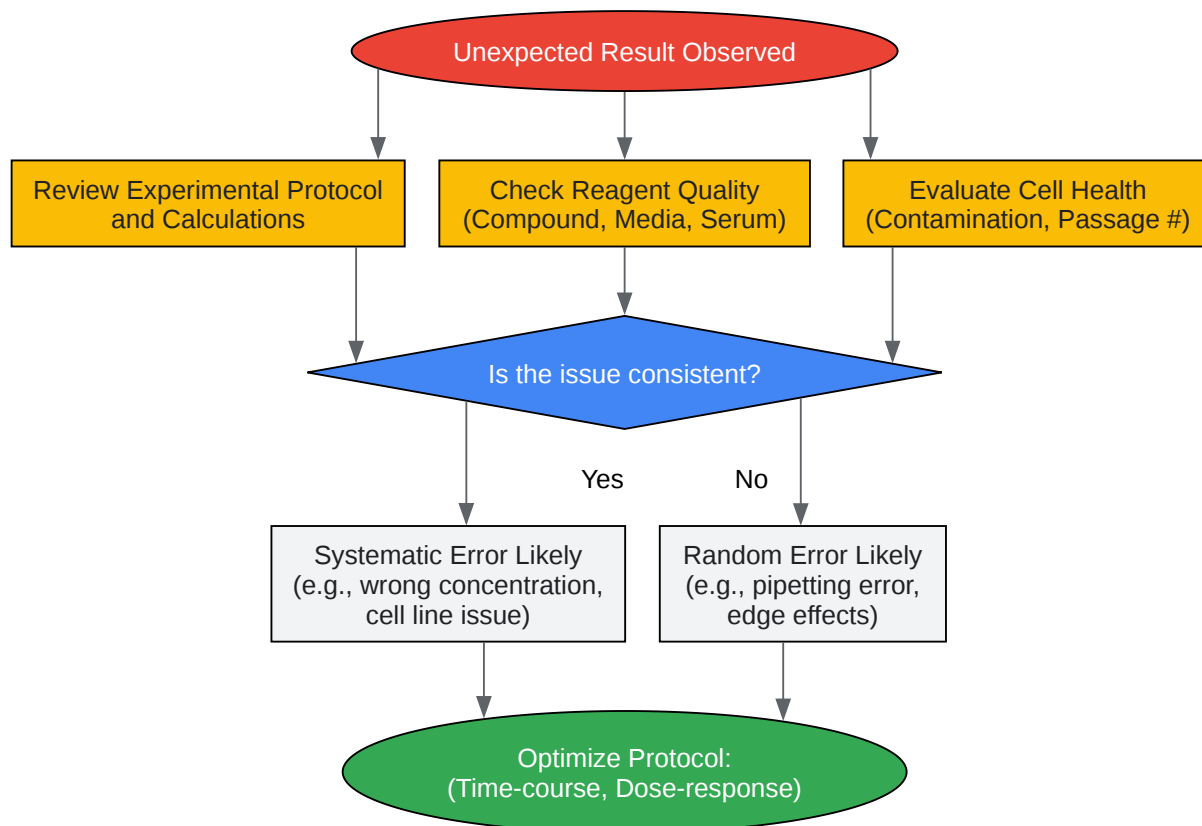 Unexpected Result Observed
Review Experimental Protocol
and Calculations
Check Reagent Quality
(Compound, Media, Serum)
Evaluate Cell Health
(Contamination, Passage #)
Is the issue consistent?
Yes
No
Systematic Error Likely
(e.g., wrong concentration,
cell line issue)
Random Error Likely
(e.g., pipetting error,
edge effects)
Optimize Protocol:
(Time-course, Dose-response)